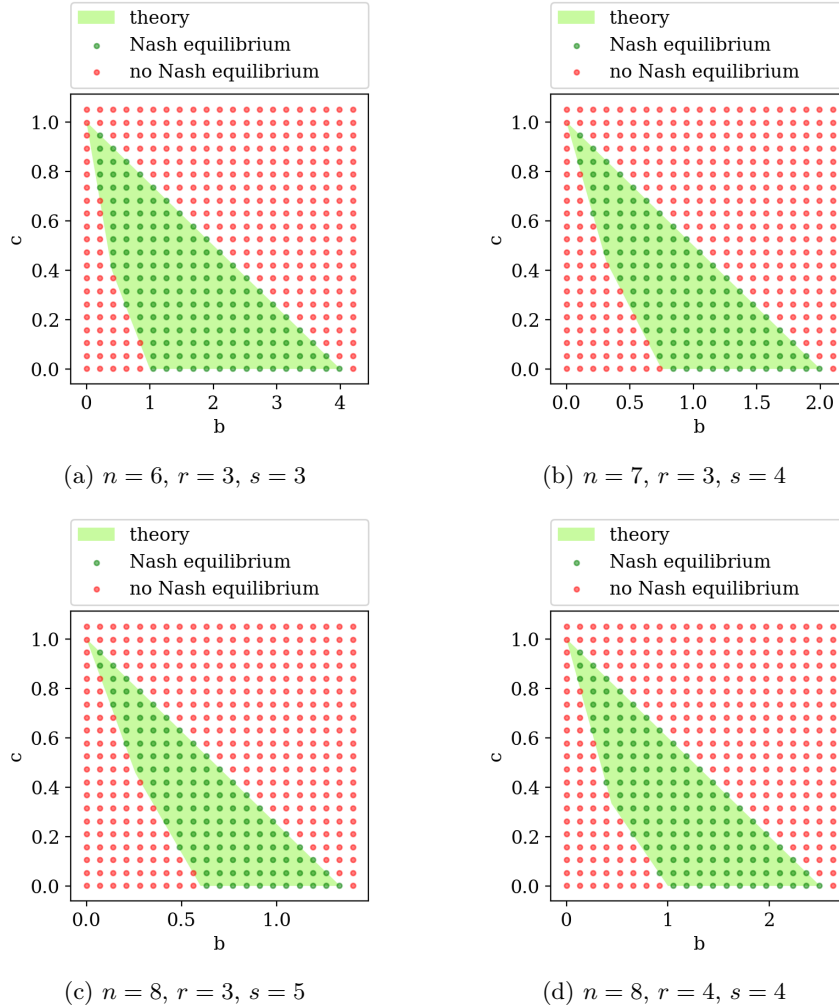 theory
Nash equilibrium
no Nash equilibrium
1.0
0.8
0.6
0.4
0.2
0.0
c
0 1 2 3 4
b
(a) n = 6, r = 3, s = 3
theory
Nash equilibrium
no Nash equilibrium
1.0
0.8
0.6
0.4
0.2
0.0
c
0.0 0.5 1.0 1.5 2.0
b
(b) n = 7, r = 3, s = 4
theory
Nash equilibrium
no Nash equilibrium
1.0
0.8
0.6
0.4
0.2
0.0
c
0.0 0.5 1.0
b
(c) n = 8, r = 3, s = 5
theory
Nash equilibrium
no Nash equilibrium
1.0
0.8
0.6
0.4
0.2
0.0
c
0 1 2
b
(d) n = 8, r = 4, s = 4